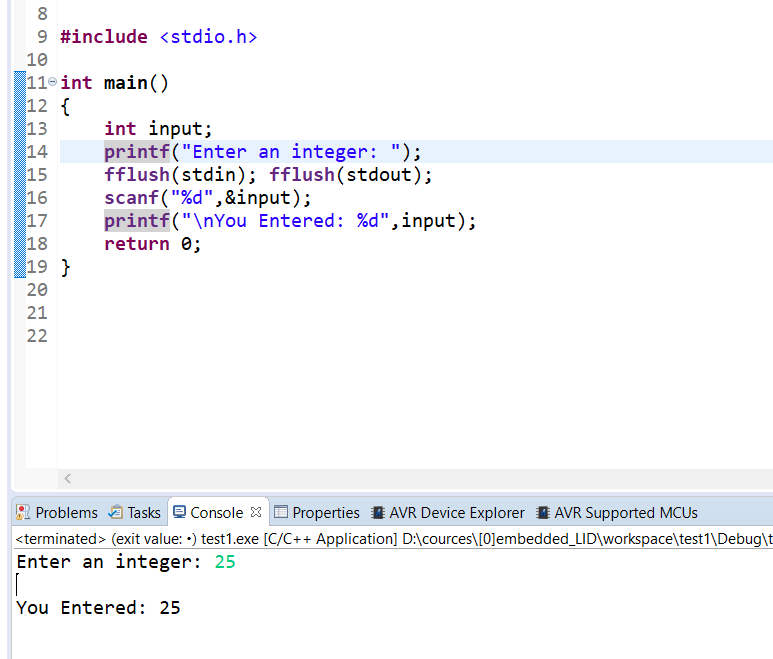 8
9 #include <stdio.h>
10
11 int main()
12 {
13     int input;
14     printf("Enter an integer: ");
15     fflush(stdin); fflush(stdout);
16     scanf("%d",&input);
17     printf("\nYou Entered: %d",input);
18     return 0;
19 }
20
21
22
Problems Tasks Console Properties AVR Device Explorer AVR Supported MCUs
<terminated> (exit value: •) test1.exe [C/C++ Application] D:\cources\[0]embedded_LID\workspace\test1\Debug\t
Enter an integer: 25
You Entered: 25